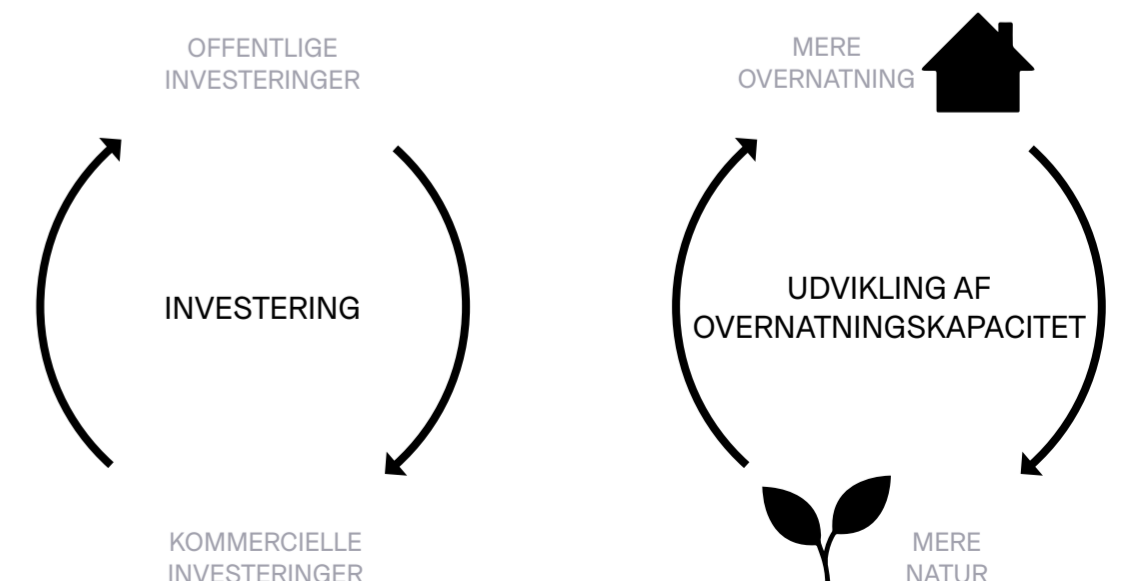 OFFENTLIGE
INVESTERINGER
INVESTERING
KOMMERCIELLE
INVESTERINGER
MERE
OVERNATNING
UDVIKLING AF
OVERNATNINGSKAPACITET
MERE
NATUR